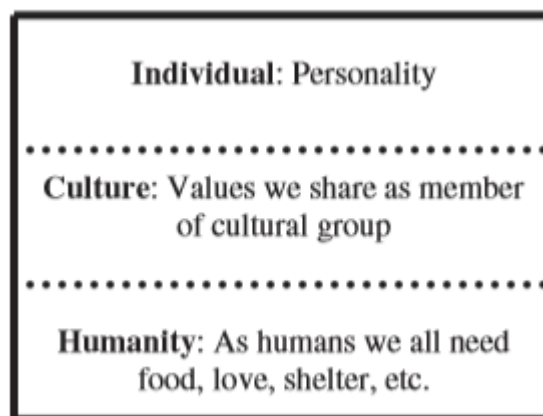 Individual: Personality
Culture: Values we share as member
of cultural group
Humanity: As humans we all need
food, love, shelter, etc.